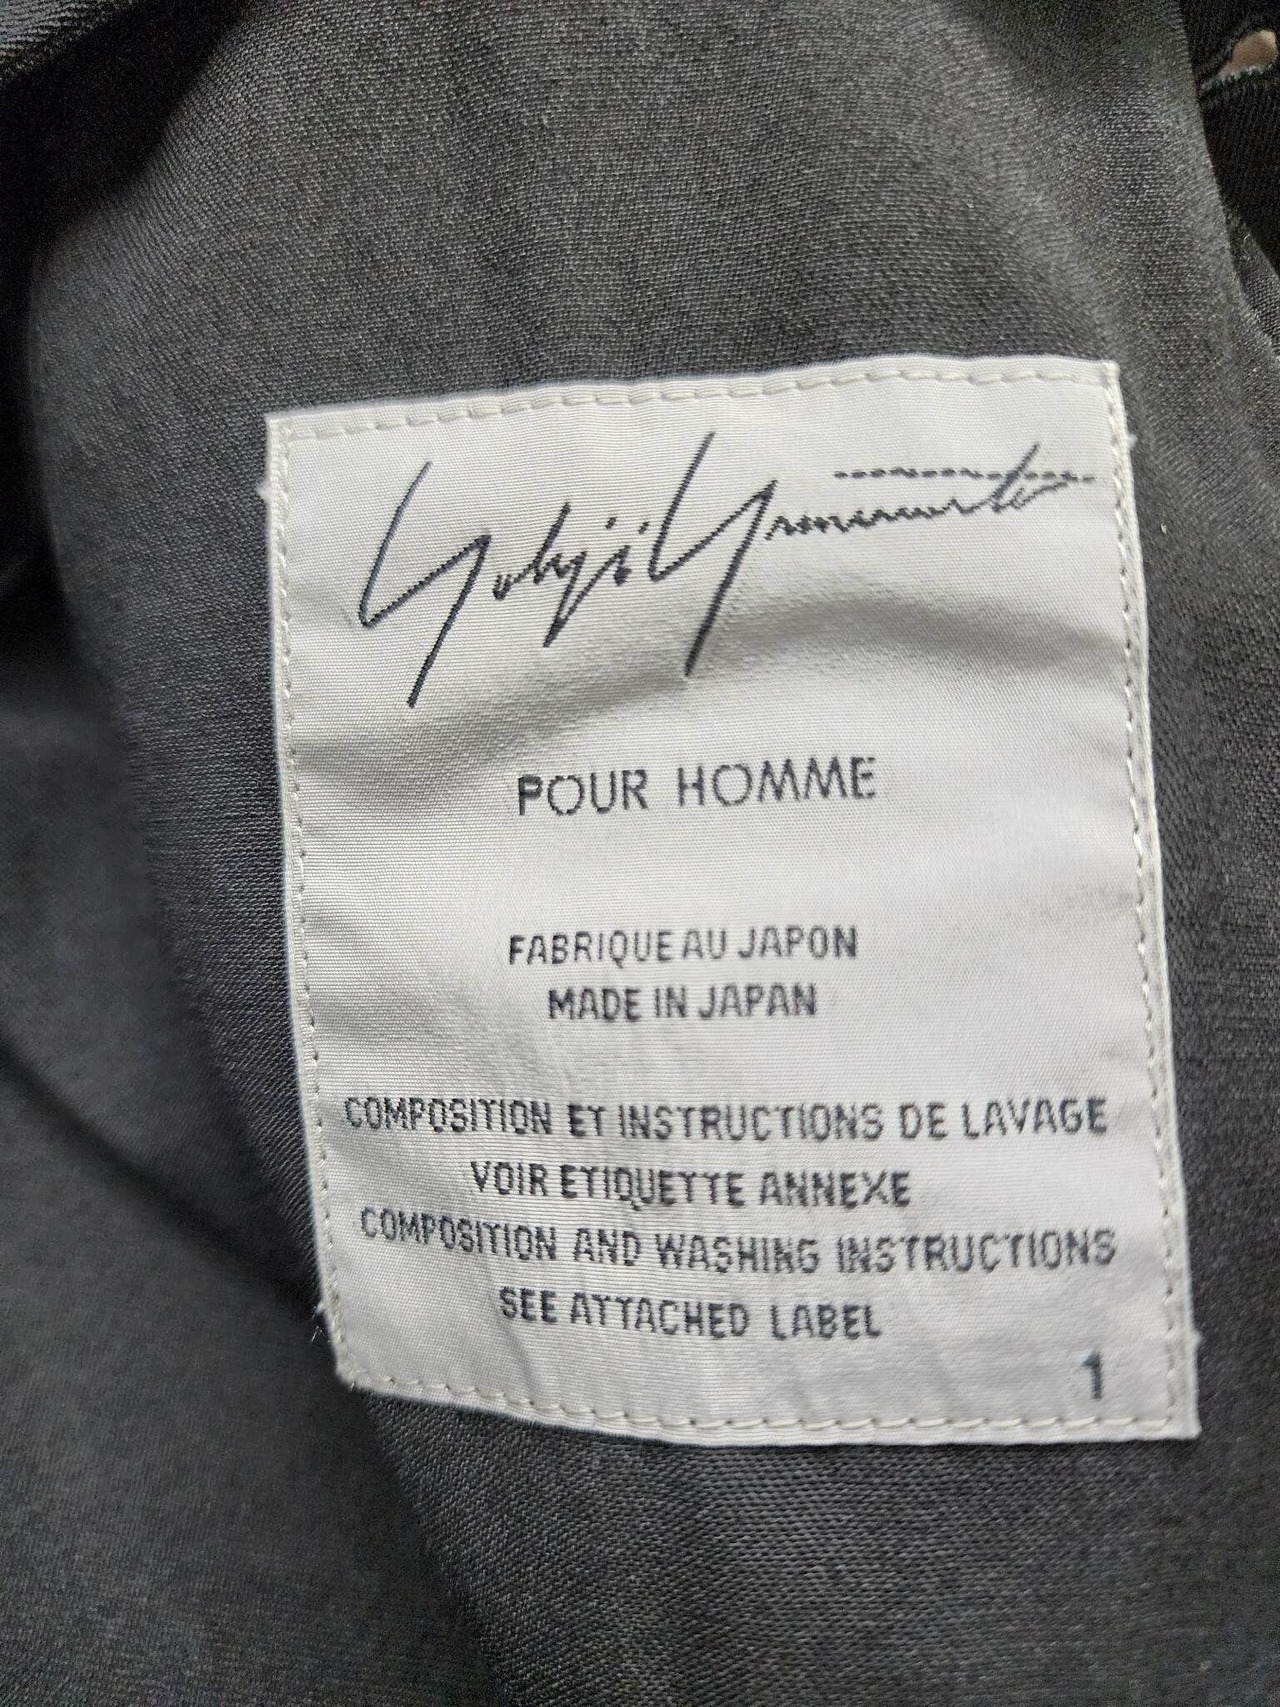 Yohji Yamamoto
POUR HOMME
FABRIQUE AU JAPON
MADE IN JAPAN
COMPOSITION ET INSTRUCTIONS DE LAVAGE
VOIR ETIQUETTE ANNEXE
COMPOSITION AND WASHING INSTRUCTIONS
SEE ATTACHED LABEL
1